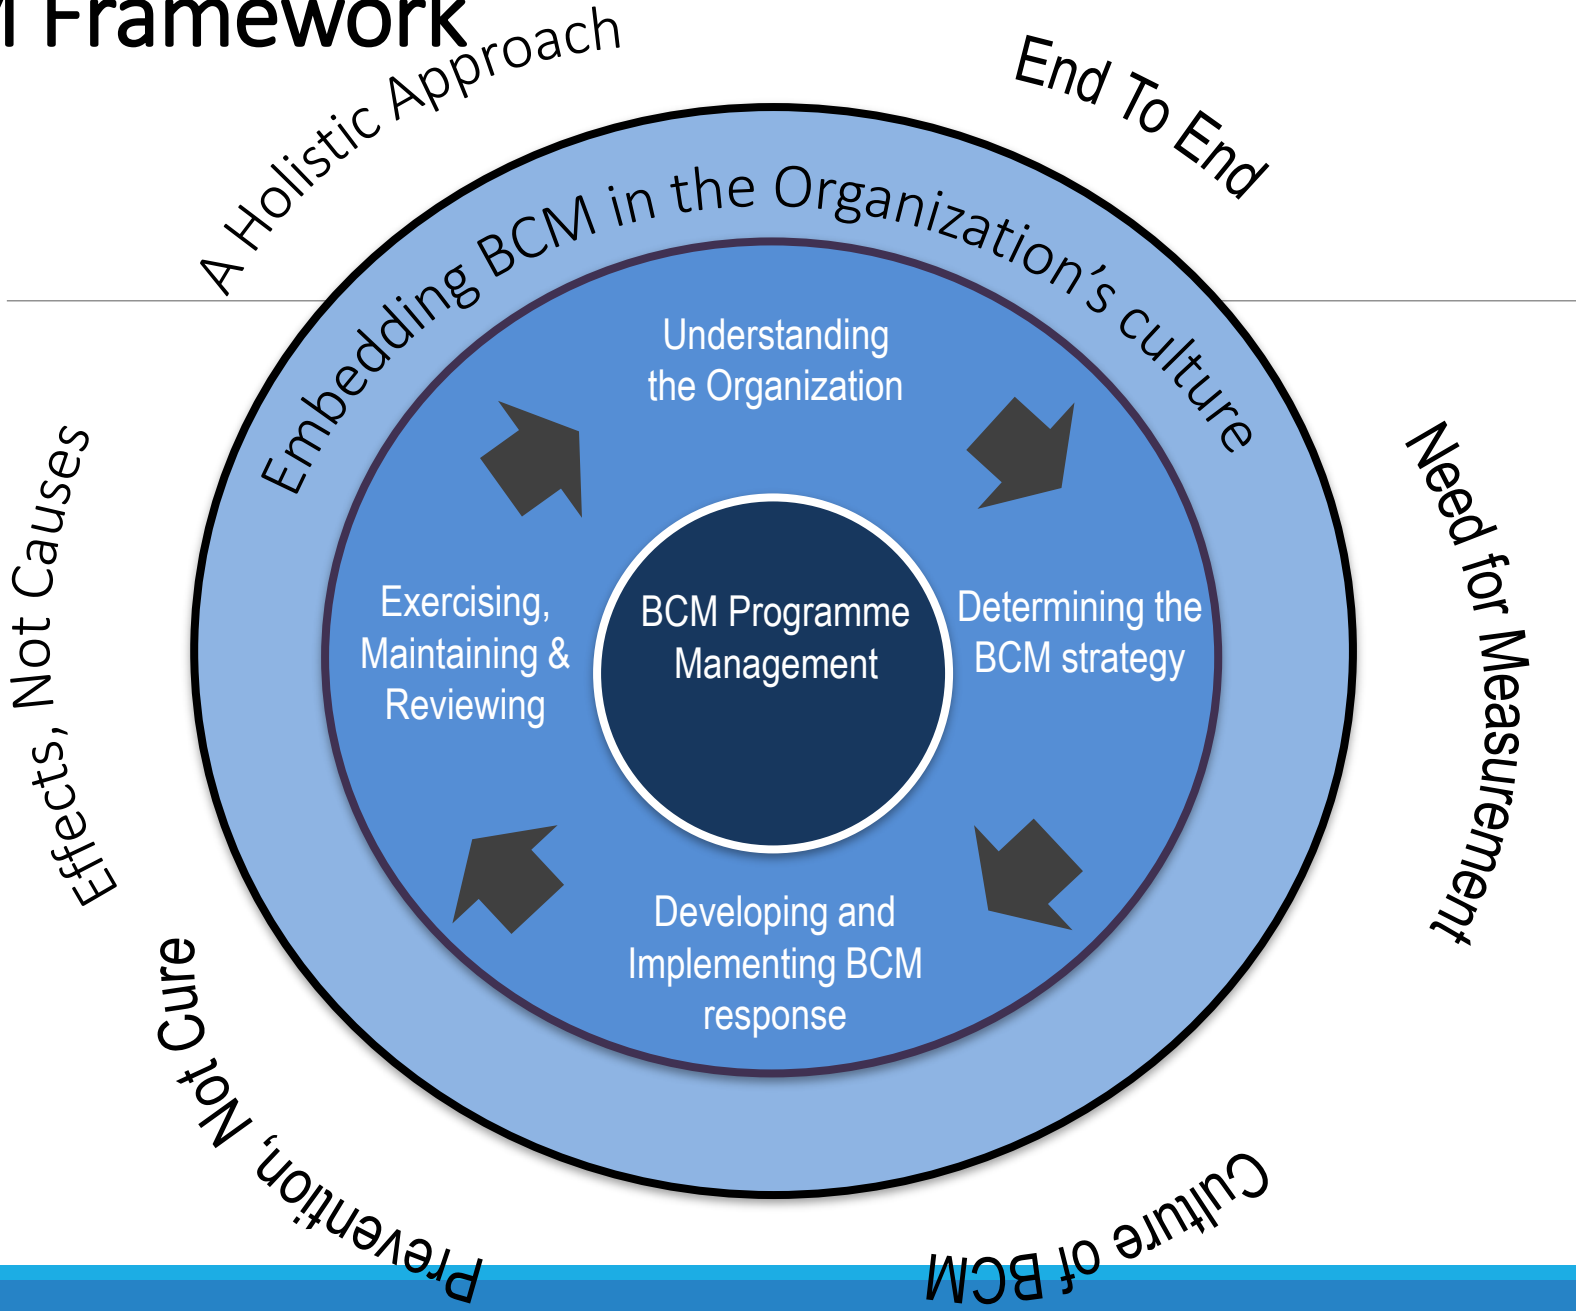 M Framework
A Holistic Approach
End To End
Embedding BCM in the Organization's culture
Understanding
the Organization
Effects, Not Causes
Need for Measurement
Exercising,
Maintaining &
Reviewing
BCM Programme
Management
Determining the
BCM strategy
Developing and
Implementing BCM
response
Prevention, Not Cure
Culture of BCM